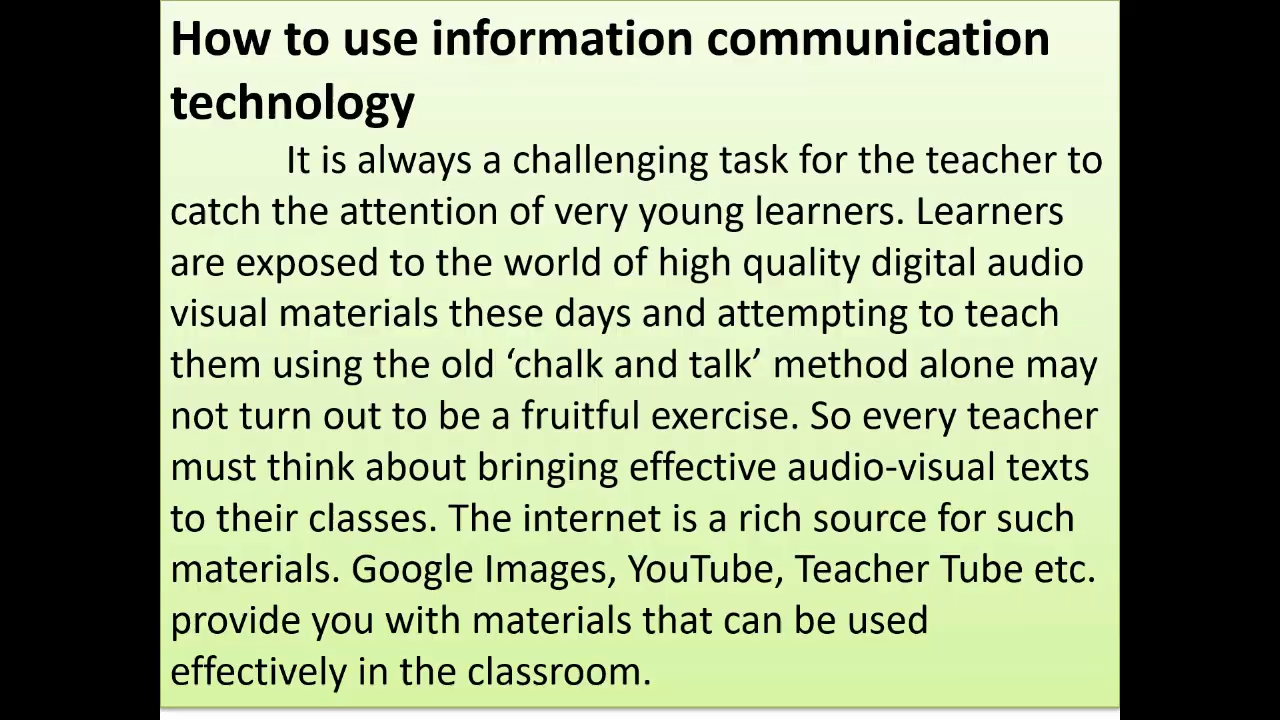 How to use information communication
technology
It is always a challenging task for the teacher to
catch the attention of very young learners. Learners
are exposed to the world of high quality digital audio
visual materials these days and attempting to teach
them using the old ‘chalk and talk’ method alone may
not turn out to be a fruitful exercise. So every teacher
must think about bringing effective audio-visual texts
to their classes. The internet is a rich source for such
materials. Google Images, YouTube, Teacher Tube etc.
provide you with materials that can be used
effectively in the classroom.